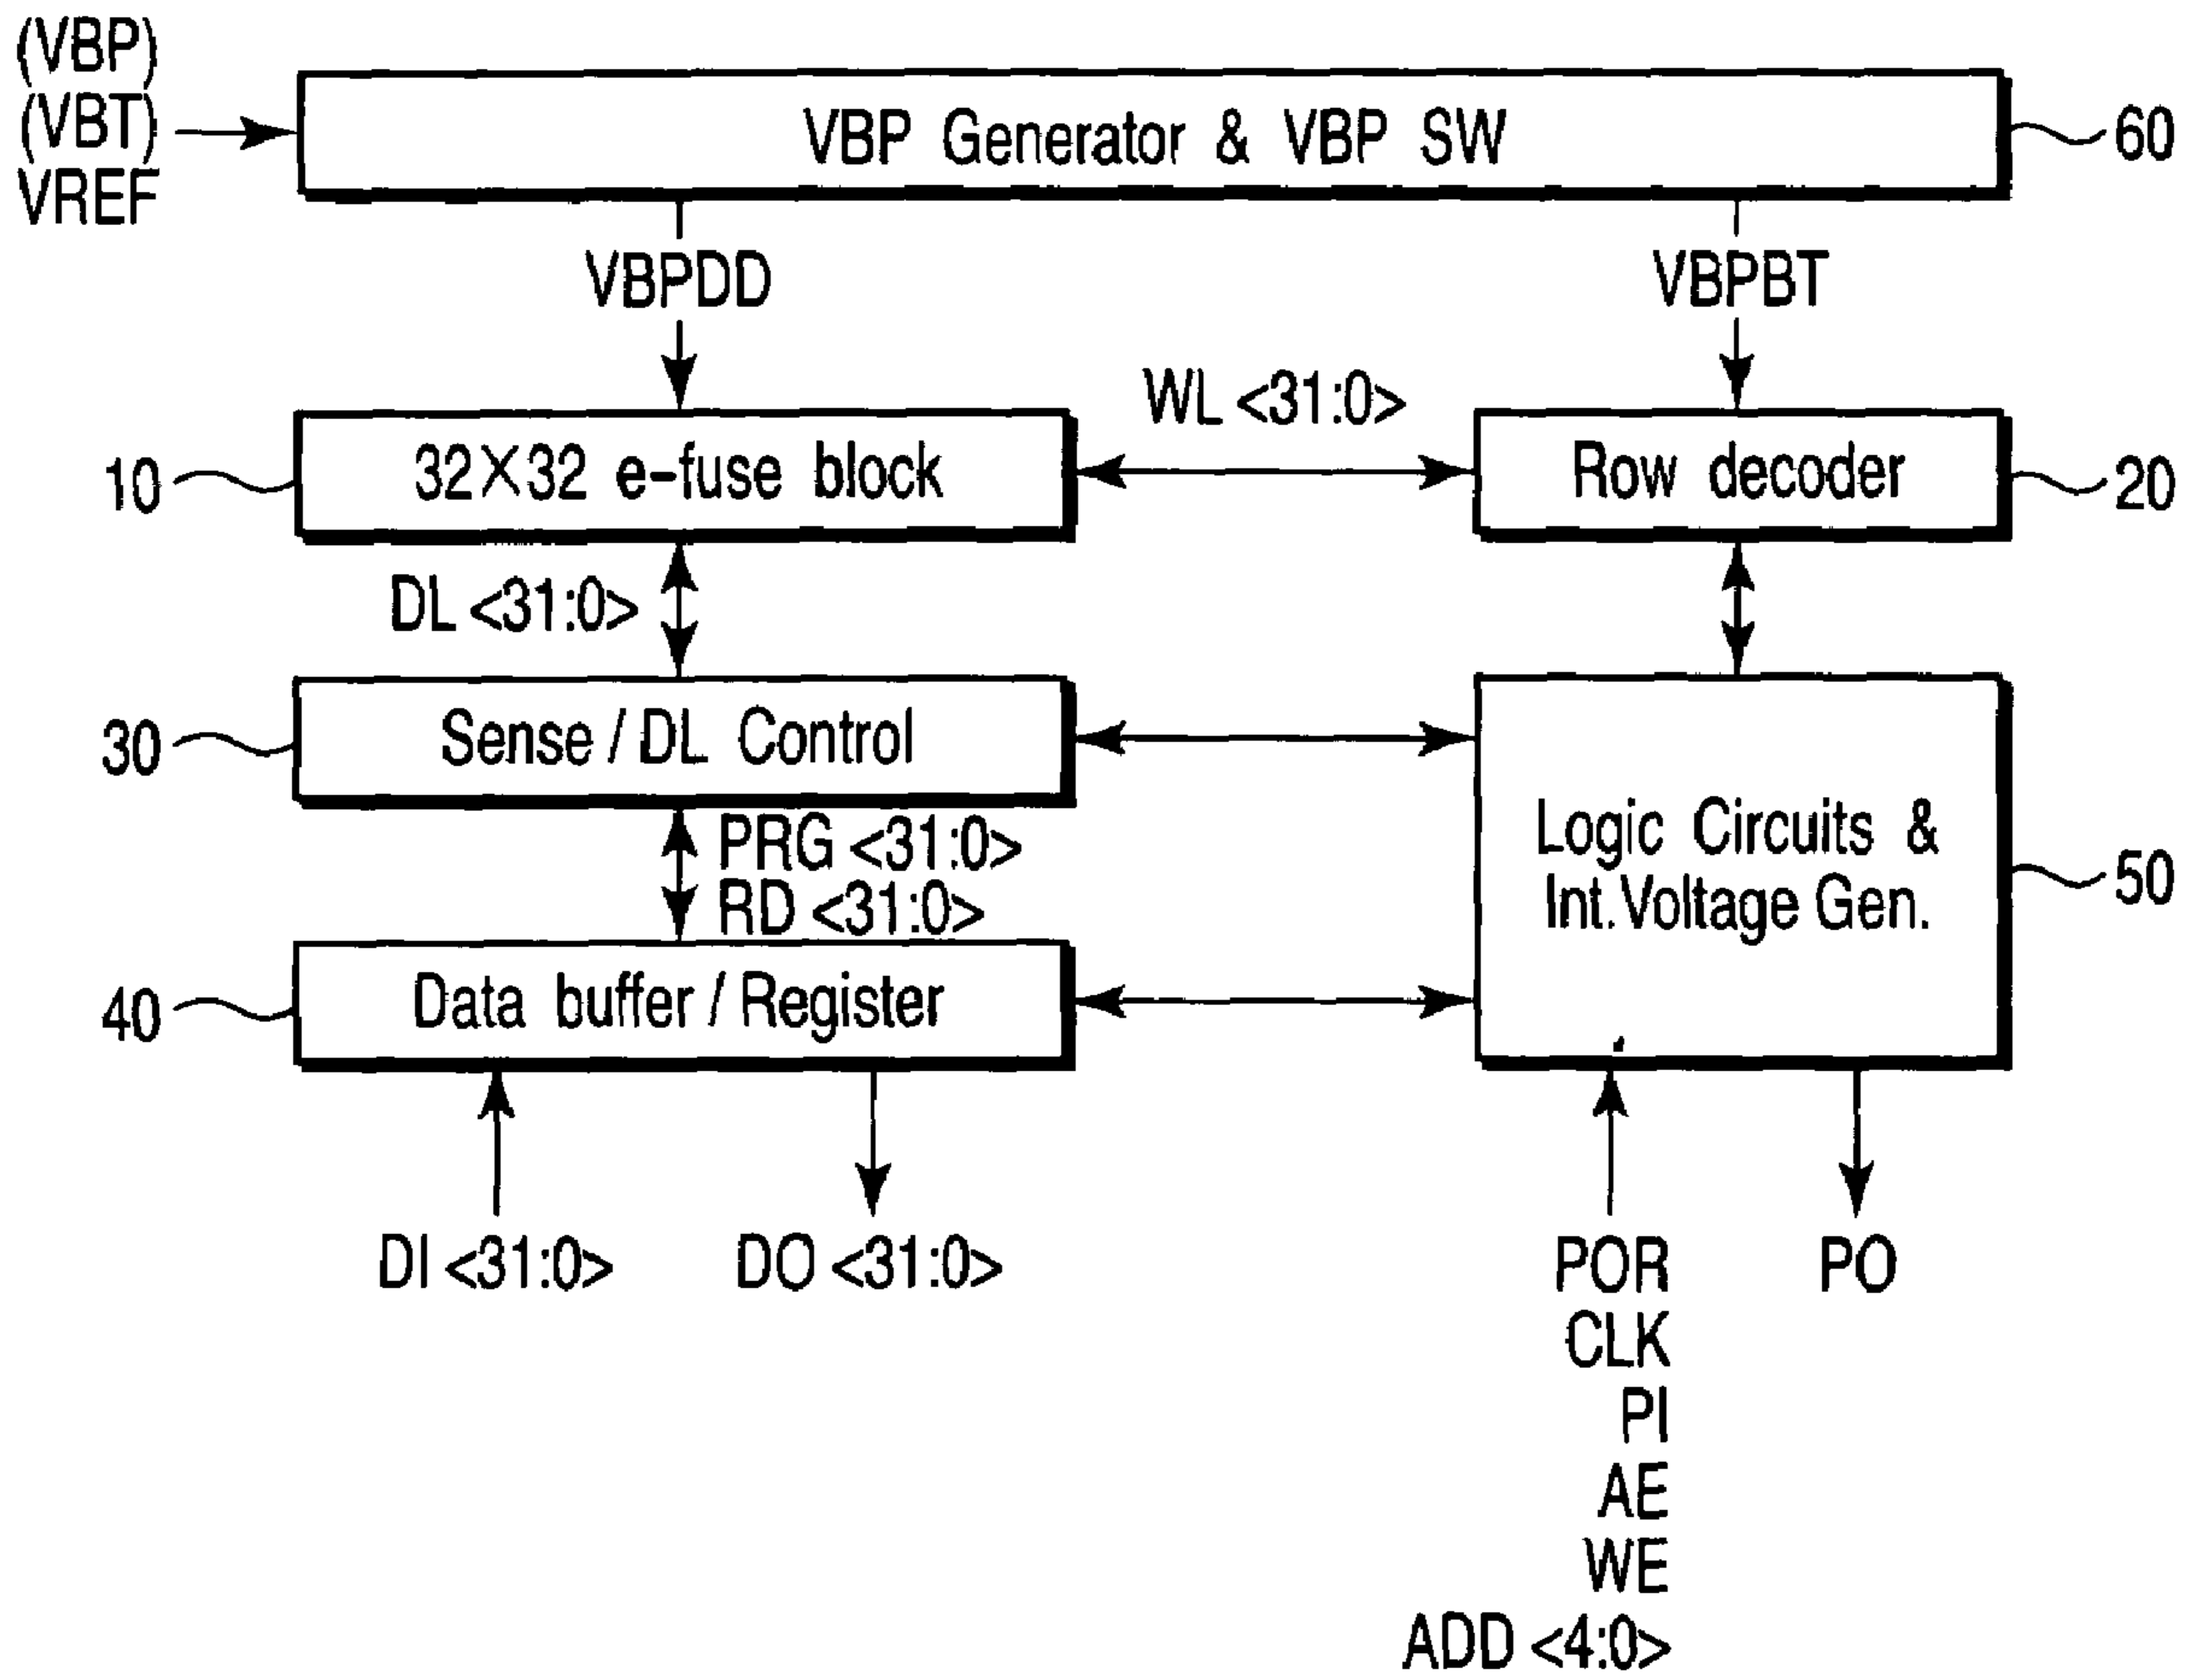 (VBP)
(VBT)
VREF
VBP Generator & VBP SW
60
VBPDD
VBPBT
WL <31:0>
10
32X32 e-fuse block
Row decoder
20
DL <31:0>
30
Sense / DL Control
PRG <31:0>
RD <31:0>
Logic Circuits &
Int. Voltage Gen.
50
40
Data buffer / Register
DI <31:0>
DO <31:0>
POR
CLK
PI
AE
WE
ADD <4:0>
PO